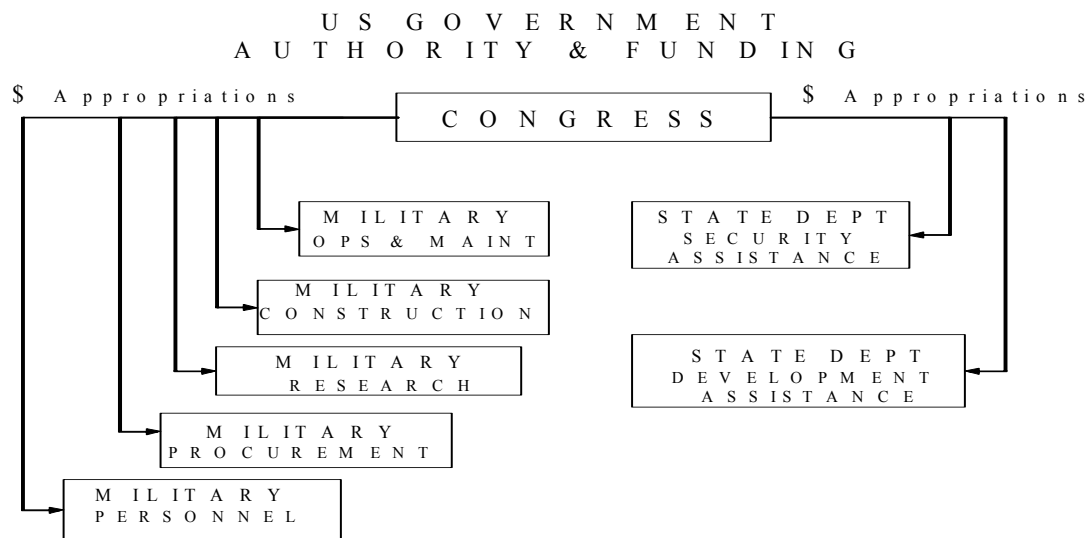 US GOVERNMENT
AUTHORITY & FUNDING
$ Appropriations
$ Appropriations
CONGRESS
MILITARY
OPS & MAINT
STATE DEPT
SECURITY
ASSISTANCE
MILITARY
CONSTRUCTION
MILITARY
RESEARCH
STATE DEPT
DEVELOPMENT
ASSISTANCE
MILITARY
PROCUREMENT
MILITARY
PERSONNEL